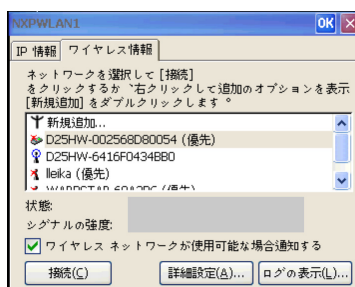 NXPWLAN1
OK
X
IP 情報
ワイヤレス情報
ネットワークを選択して [接続]
をクリックするか、右クリックして追加のオプションを表示
[新規追加] をダブルクリックします。
新規追加...
D25HW-002568D80054 (優先)
D25HW-6416F0434BB0
lleika (優先)
(優先)
状態:
シグナルの強度:
ワイヤレス ネットワークが使用可能な場合通知する
接続(C)
詳細設定(A)...
ログの表示(L)...